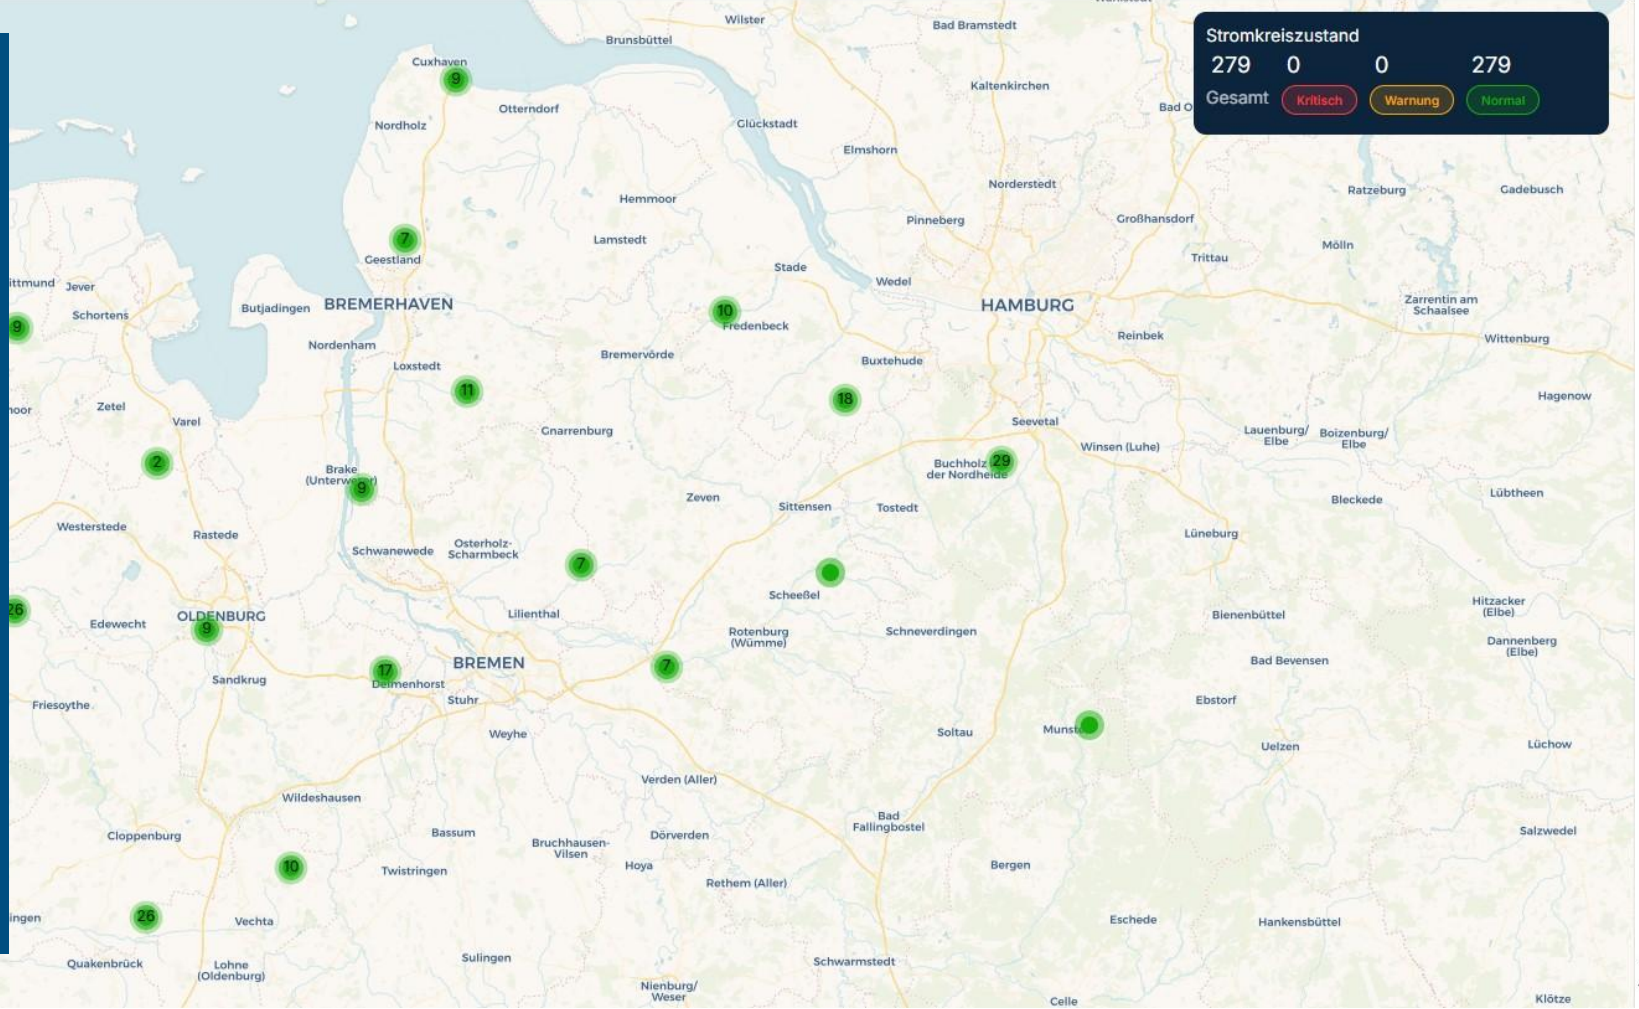 Wilster
Bad Bramstedt
Brunsbüttel
Stromkreiszustand
279 0 0 279
Gesamt Kritisch Warnung Normal
Cuxhaven
9
Kaltenkirchen
Otterndorf
Bad O
Nordholz
Glückstadt
Elmshorn
Norderstedt
Ratzeburg
Gadebusch
Hemmoor
Pinneberg
Großhansdorf
7
Lamstedt
Mölln
Geestland
Trittau
Stade
Wedel
ittmund
Jever
Butjadingen
BREMERHAVEN
HAMBURG
Zarrentin am
Schaalsee
Schortens
10
Fredenbeck
9
Reinbek
Wittenburg
Nordenham
Bremervörde
Buxtehude
Loxstedt
11
18
Hagenow
moor
Zetel
Varel
Seevetal
Gnarrenburg
Lauenburg/
Elbe
Boizenburg/
Elbe
Winsen (Luhe)
2
Buchholz
der Nordheide
29
Brake
(Unterweser)
9
Zeven
Sittensen
Tostedt
Bleckede
Lübtheen
Westerstede
Rastede
Lüneburg
Schwanewede
Osterholz-
Scharmbeck
7
Scheeßel
26
OLDENBURG
9
Edewecht
Lilienthal
Bienenbüttel
Hitzacker
(Elbe)
Rotenburg
(Wümme)
Schneverdingen
Dannenberg
(Elbe)
17
Delmenhorst
BREMEN
7
Bad Bevensen
Sandkrug
Stuhr
Ebstorf
Friesoythe
Weyhe
Soltau
Munst
Uelzen
Lüchow
Verden (Aller)
Wildeshausen
Cloppenburg
Bassum
Bruchhausen-
Vilsen
Dörverden
Bad
Fallingbostel
Salzwedel
10
Twistringen
Hoya
Bergen
Rethem (Aller)
ingen
26
Vechta
Eschede
Hankensbüttel
Quakenbrück
Lohne
(Oldenburg)
Sulingen
Schwarmstedt
Nienburg/
Weser
Celle
Klötze